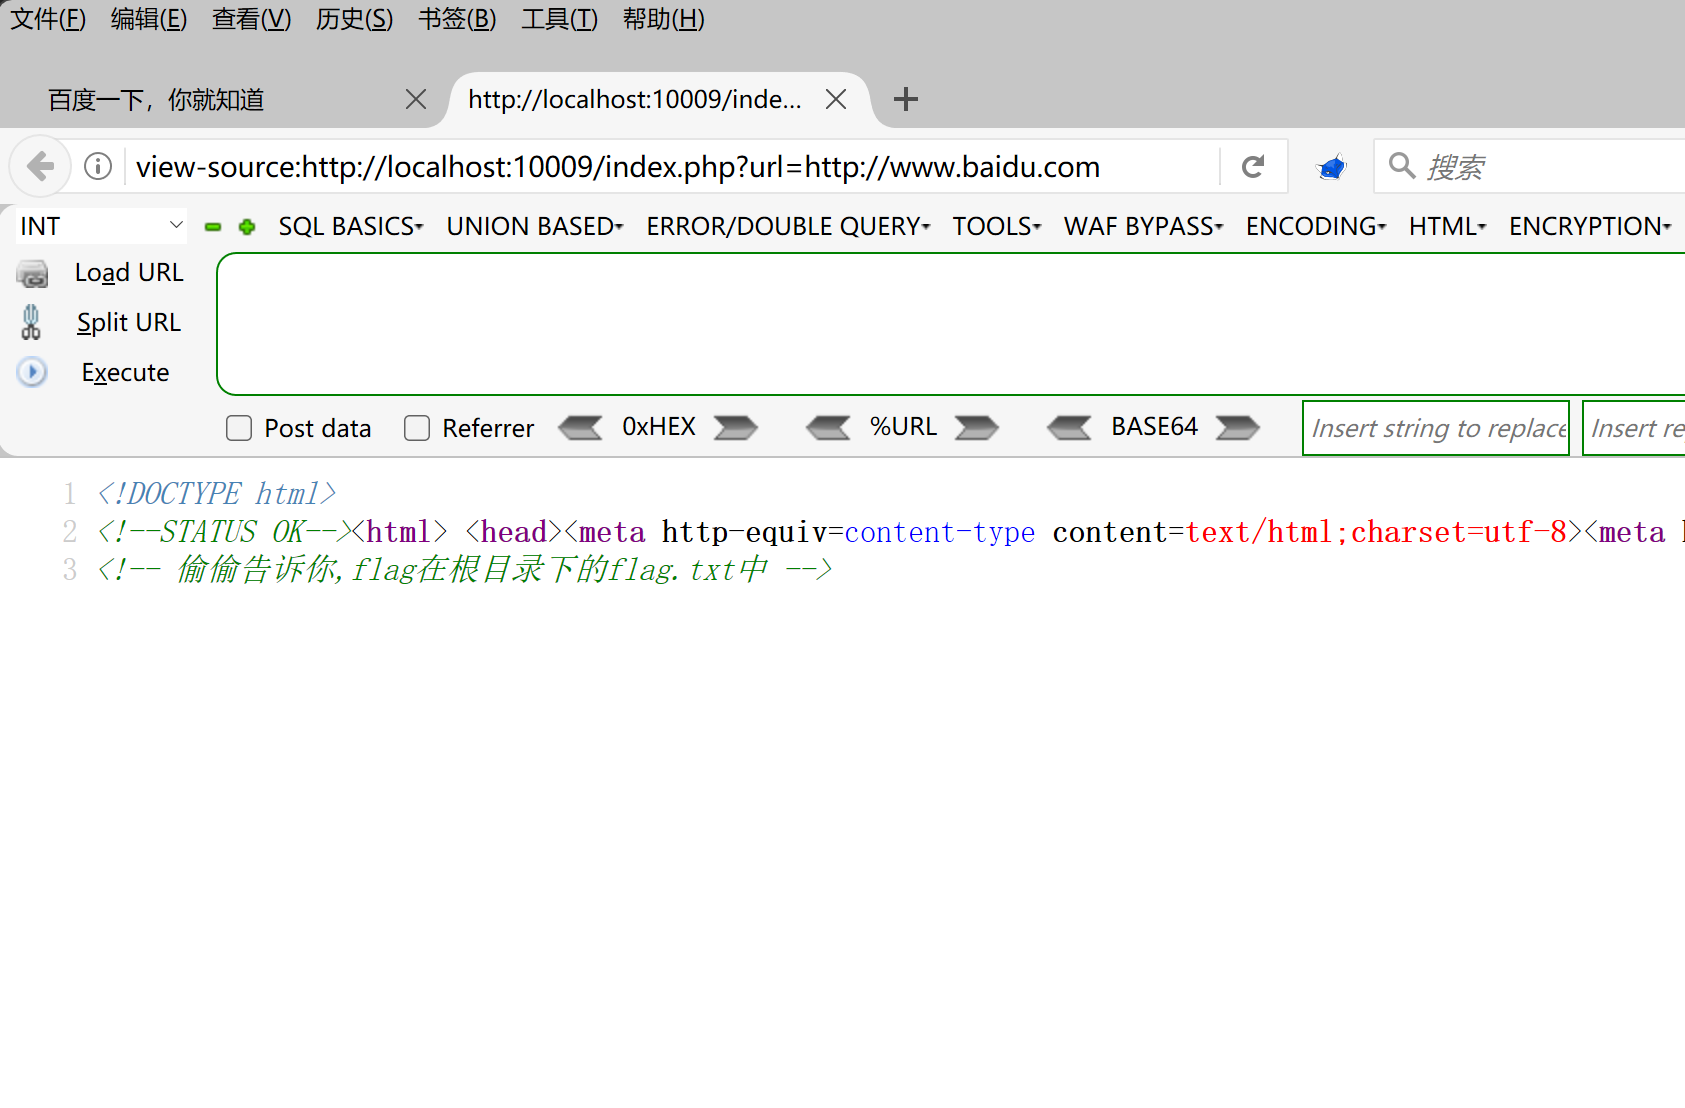 文件(F) 编辑(E) 查看(V) 历史(S) 书签(B) 工具(T) 帮助(H)
百度一下，你就知道 http://localhost:10009/inde...
view-source:http://localhost:10009/index.php?url=http://www.baidu.com 搜索
INT SQL BASICS UNION BASED ERROR/DOUBLE QUERY TOOLS WAF BYPASS ENCODING HTML ENCRYPTION
Load URL
Split URL
Execute
Post data Referrer 0xHEX %URL BASE64 Insert string to replace Insert re
1 <!DOCTYPE html>
2 <!--STATUS OK--><html> <head><meta http-equiv=content-type content=text/html;charset=utf-8><meta
3 <!-- 偷偷告诉你,flag在根目录下的flag.txt中 -->